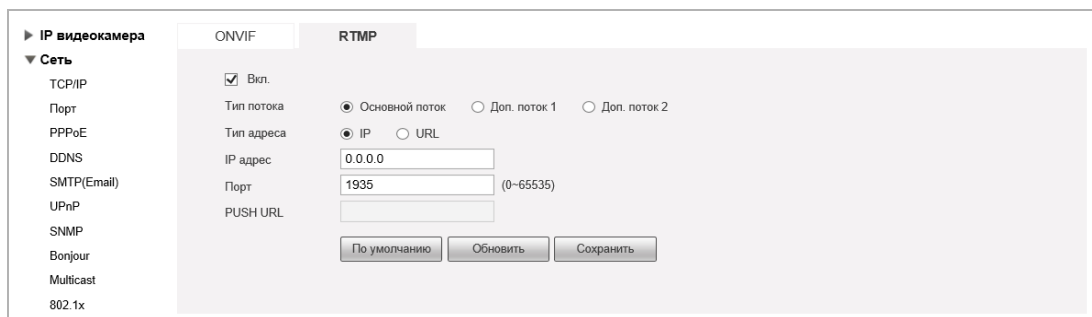 IP видеокамера
Сеть
TCP/IP
Порт
PPPoE
DDNS
SMTP(Email)
UPnP
SNMP
Bonjour
Multicast
802.1x
ONVIF RTMP
Вкл.
Тип потока Основной поток Доп. поток 1 Доп. поток 2
Тип адреса IP URL
IP адрес 0.0.0.0
Порт 1935 (0~65535)
PUSH URL
По умолчанию Обновить Сохранить